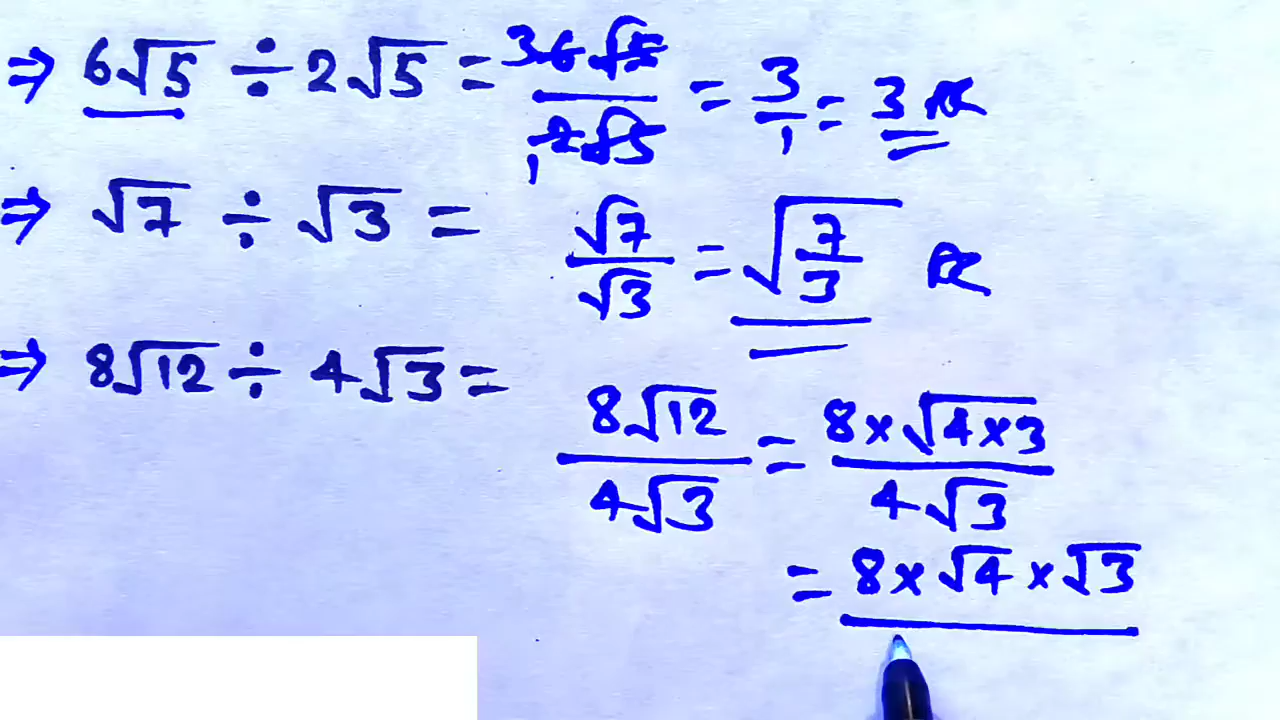 ⇒ 6√5 ÷ 2√5 = 3 6√5 / 1 2√5 = 3/1 = 3
⇒ √7 ÷ √3 = √7/√3 = √(7/3)
⇒ 8√12 ÷ 4√3 = 8√12 / 4√3 = 8×√(4×3) / 4√3
= 8×√4×√3